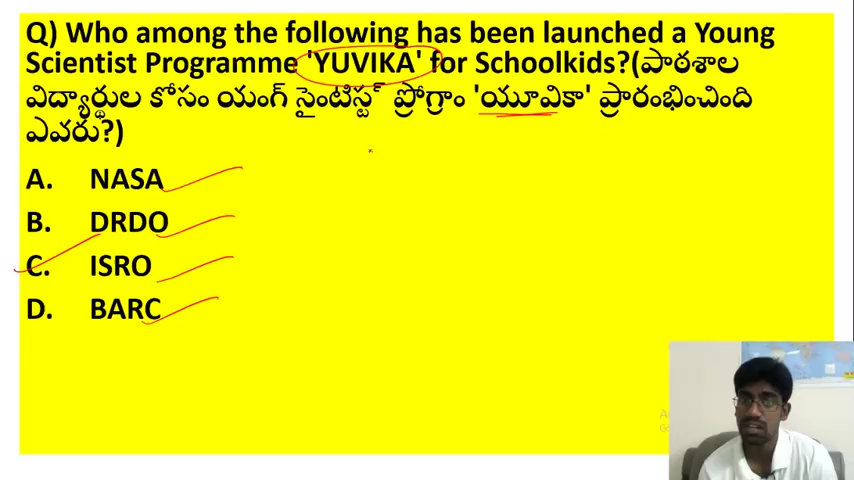 Q) Who among the following has been launched a Young
Scientist Programme 'YUVIKA' for Schoolkids?(పాఠశాల
విద్యార్థుల కోసం యంగ్ సైంటిస్ట్ ప్రోగ్రాం 'యూవికా' ప్రారంభించింది
ఎవరు?)
A. NASA
B. DRDO
C. ISRO
D. BARC